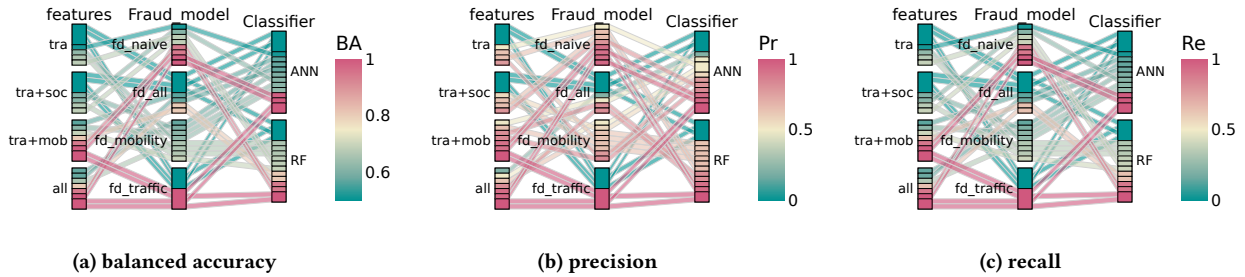 features
Fraud_model
Classifier
BA
tra
fd_naive
1
ANN
tra+soc
fd_all
0.8
tra+mob
fd_mobility
RF
0.6
all
fd_traffic
(a) balanced accuracy
features
Fraud_model
Classifier
Pr
tra
fd_naive
1
ANN
tra+soc
fd_all
0.5
tra+mob
fd_mobility
RF
all
fd_traffic
0
(b) precision
features
Fraud_model
Classifier
Re
tra
fd_naive
1
ANN
tra+soc
fd_all
0.5
tra+mob
fd_mobility
RF
all
fd_traffic
0
(c) recall